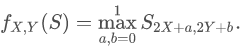 $f_{X,Y}(S) = \max_{a,b=0}^{1} S_{2X+a,2Y+b}.$